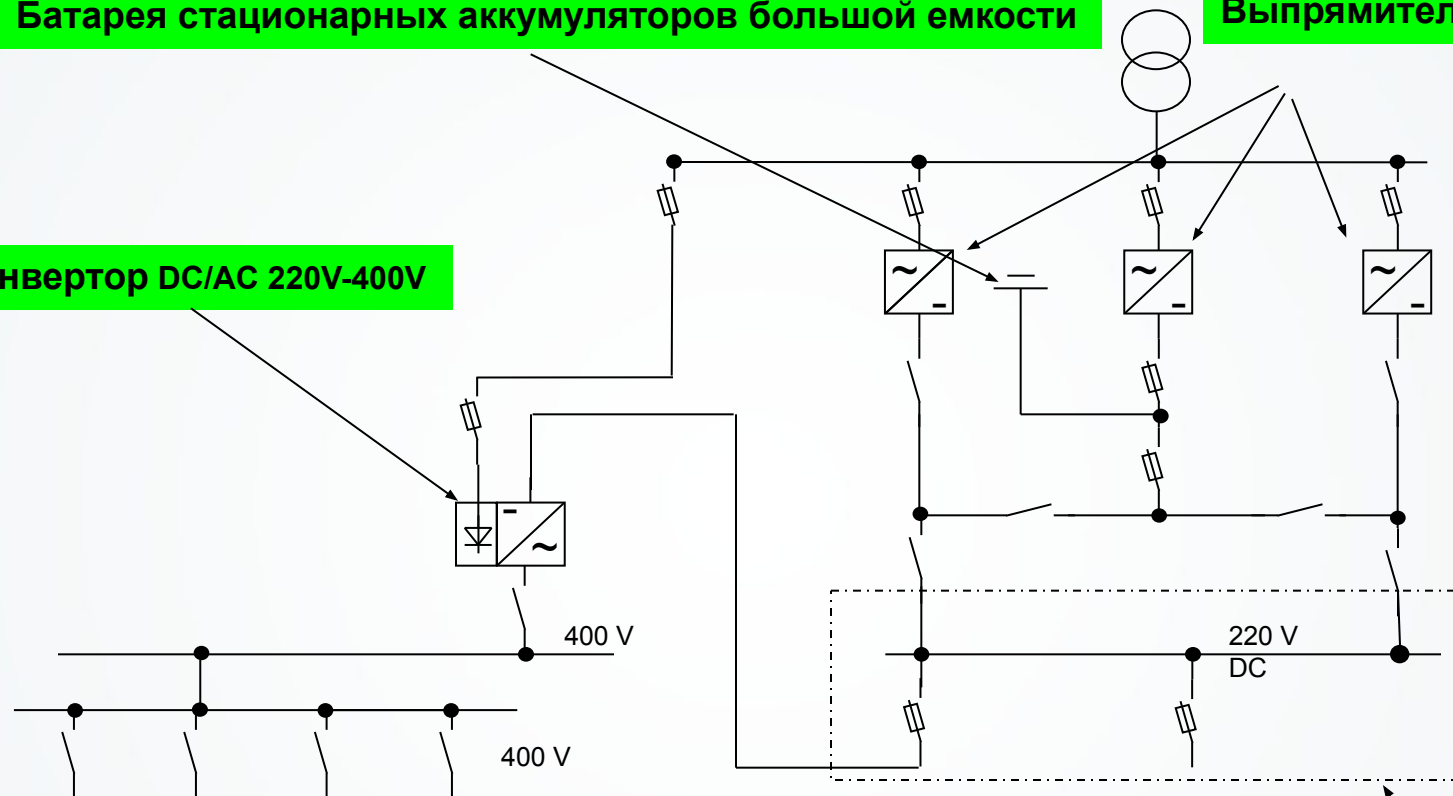 Батарея стационарных аккумуляторов большой емкости
Выпрямител
нвертор DC/AC 220V-400V
400 V
220 V
DC
400 V